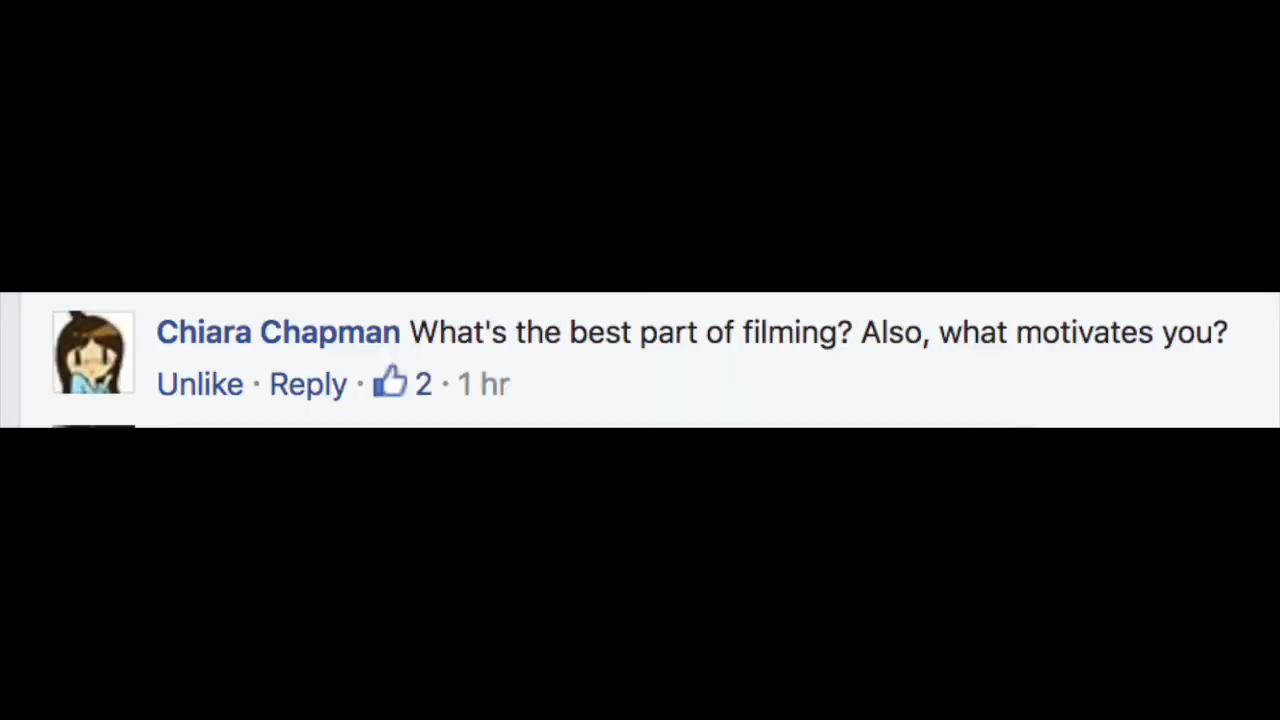 Chiara Chapman What's the best part of filming? Also, what motivates you?
Unlike · Reply · 2 · 1 hr